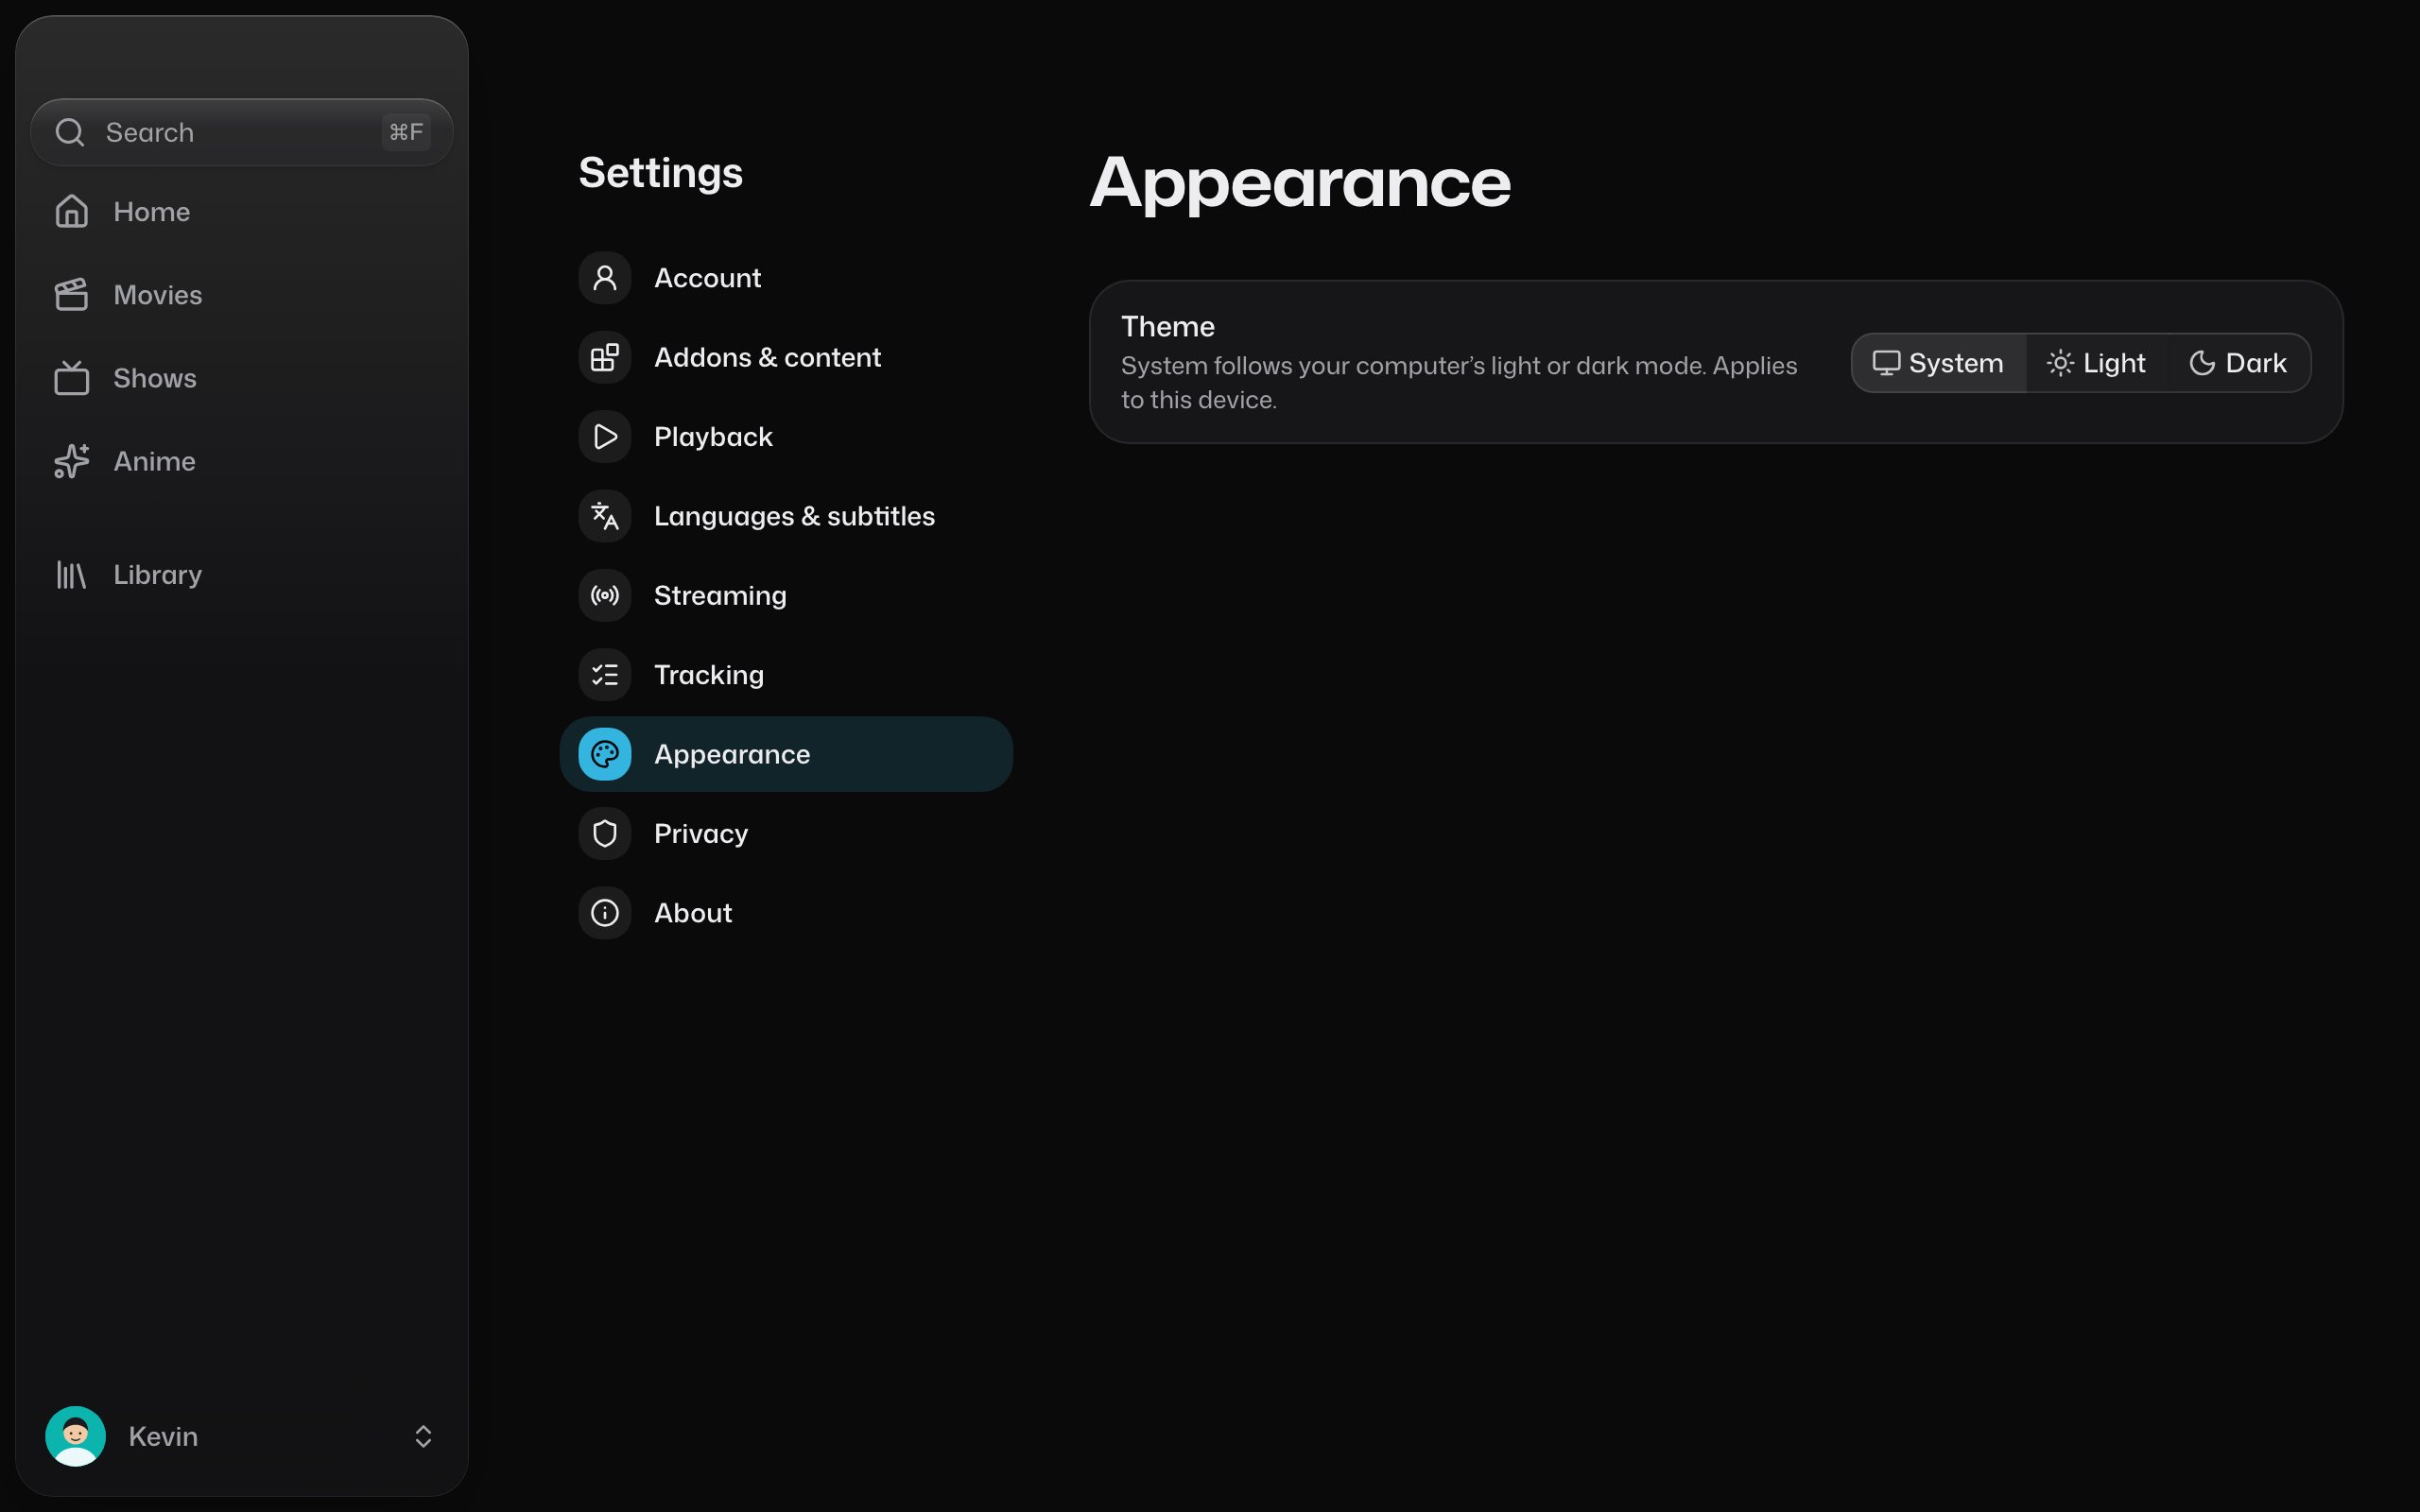 Search ⌘F
Home
Movies
Shows
Anime
Library
Kevin
Settings
Account
Addons & content
Playback
Languages & subtitles
Streaming
Tracking
Appearance
Privacy
About
Appearance
Theme
System follows your computer’s light or dark mode. Applies
to this device.
System Light Dark